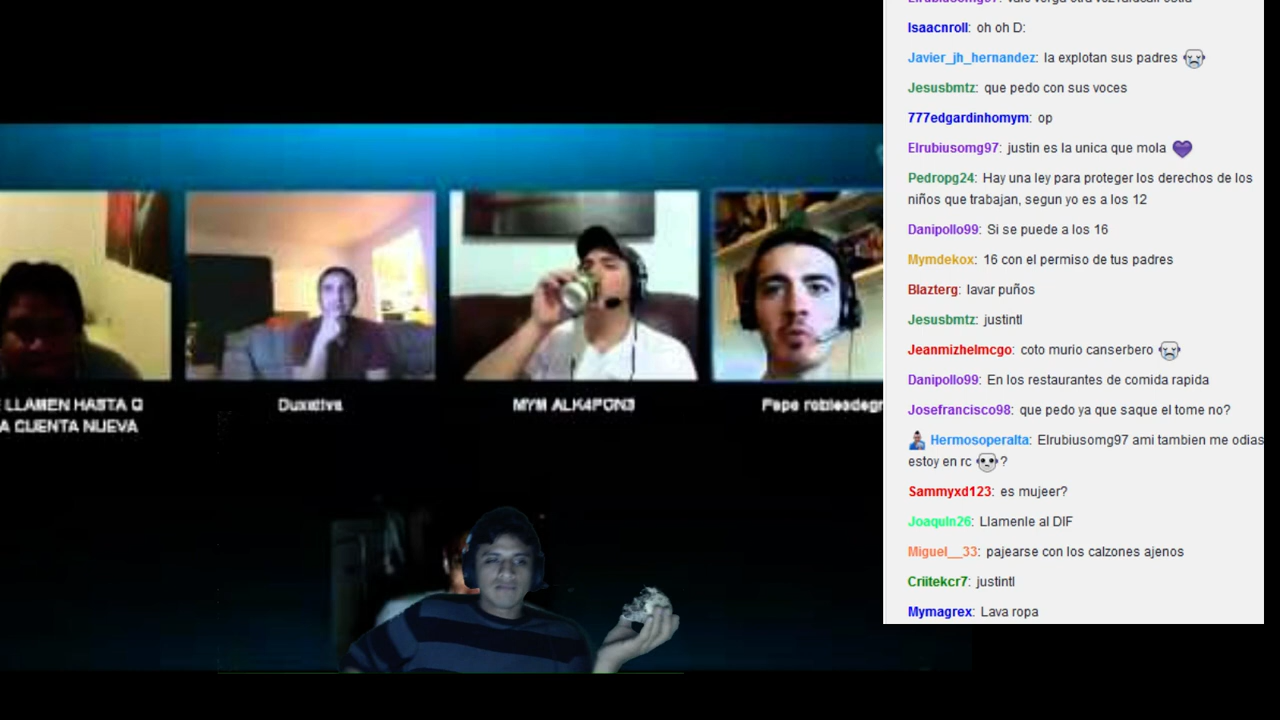 LLAMEN HASTA Q
A CUENTA NUEVA
Duxativa
MYM ALK4PON3
Pepe roblesdegr
Isaacnroll: oh oh D:
Javier_jh_hernandez: la explotan sus padres
Jesusbmtz: que pedo con sus voces
777edgardinhomym: op
Elrubiusomg97: justin es la unica que mola
Pedropg24: Hay una ley para proteger los derechos de los
niños que trabajan, segun yo es a los 12
Danipollo99: Si se puede a los 16
Mymdekox: 16 con el permiso de tus padres
Blazterg: lavar puños
Jesusbmtz: justintl
Jeanmizhelmcgo: coto murio canserbero
Danipollo99: En los restaurantes de comida rapida
Josefrancisco98: que pedo ya que saque el tome no?
Hermosoperalta: Elrubiusomg97 ami tambien me odias
estoy en rc ?
Sammyxd123: es mujeer?
Joaquin26: Llamenle al DIF
Miguel__33: pajearse con los calzones ajenos
Criitekcr7: justintl
Mymagrex: Lava ropa